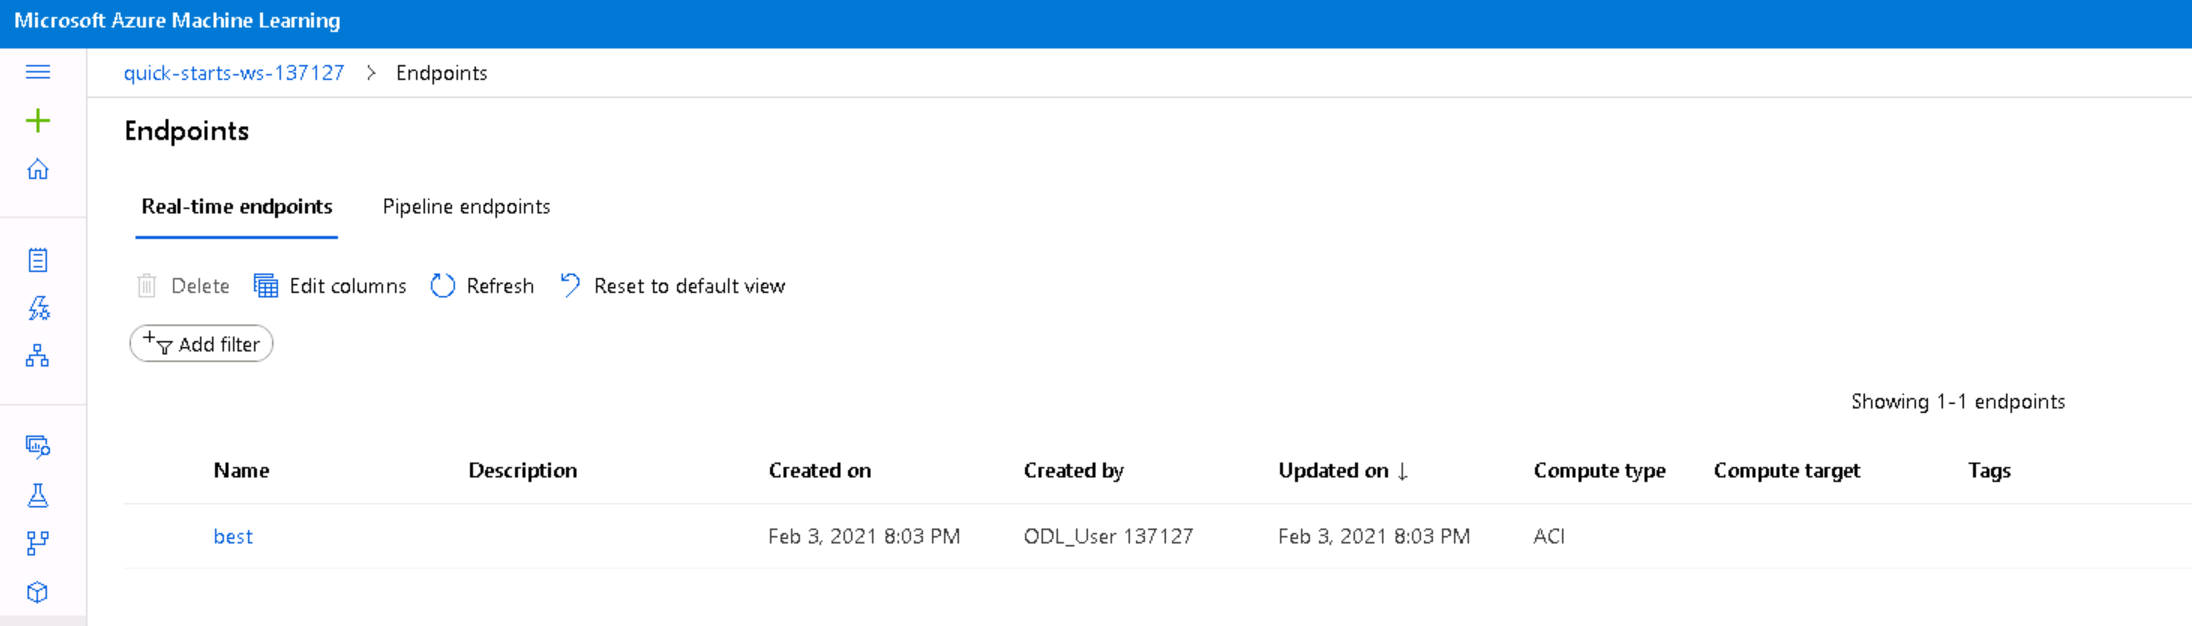 Microsoft Azure Machine Learning
quick-starts-ws-137127 > Endpoints
Endpoints
Real-time endpoints Pipeline endpoints
Delete Edit columns Refresh Reset to default view
Add filter
Showing 1-1 endpoints
Name Description Created on Created by Updated on ↓ Compute type Compute target Tags
best Feb 3, 2021 8:03 PM ODL_User 137127 Feb 3, 2021 8:03 PM ACI